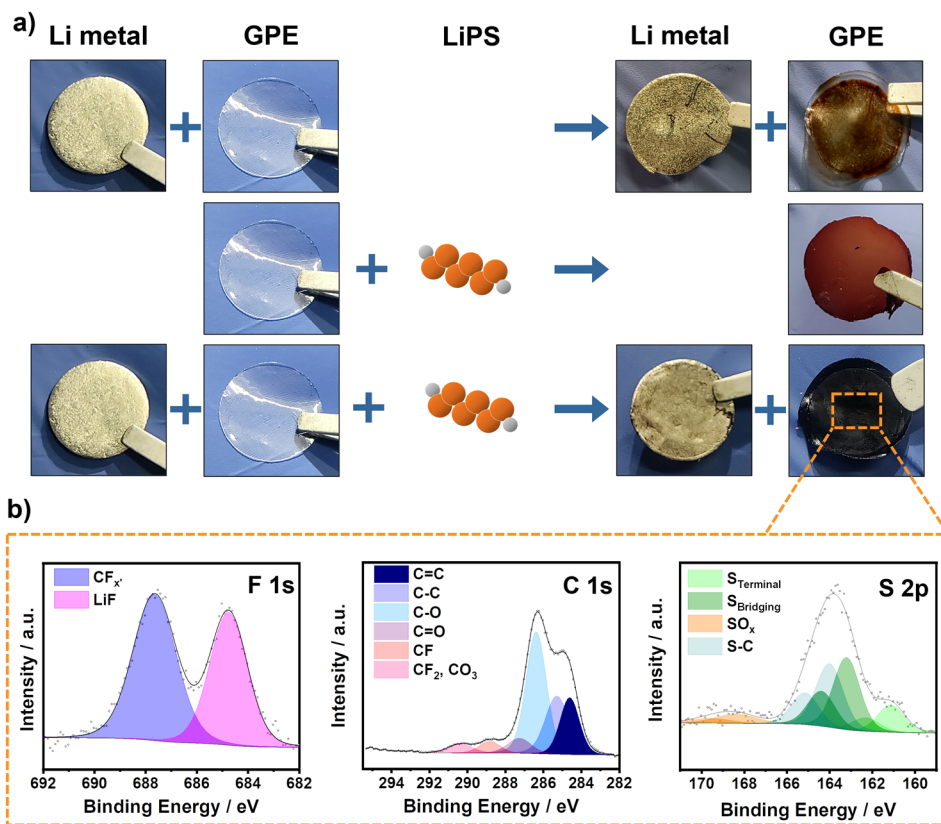 a)
Li metal GPE LiPS Li metal GPE
b)
F 1s
CFx'
LiF
Intensity / a.u.
692 690 688 686 684 682
Binding Energy / eV
C 1s
C=C
C-C
C-O
C=O
CF
CF2, CO3
Intensity / a.u.
294 292 290 288 286 284 282
Binding Energy / eV
S 2p
STerminal
SBridging
SOx
S-C
Intensity / a.u.
170 168 166 164 162 160
Binding Energy / eV